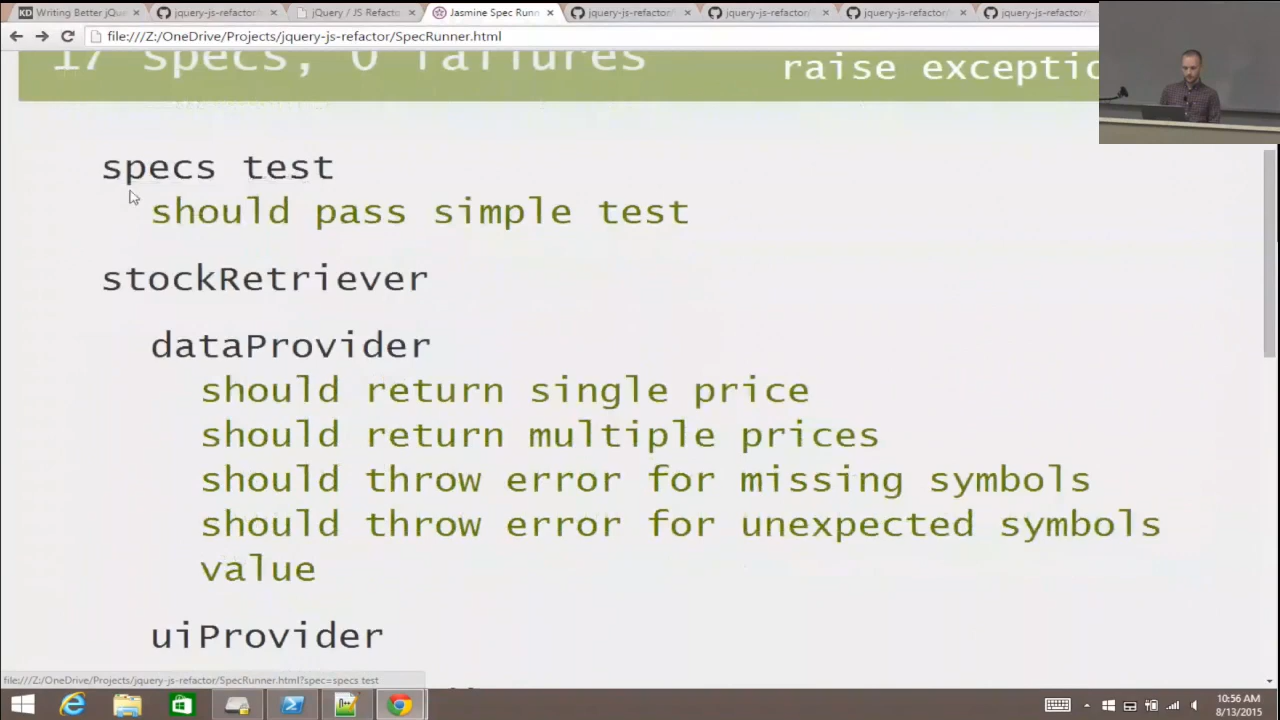 Writing Better jQue
jquery-js-refactor/
jQuery / JS Refacto
Jasmine Spec Runn
jquery-js-refactor/
jquery-js-refactor/
jquery-js-refactor/
jquery-js-refactor
file:///Z:/OneDrive/Projects/jquery-js-refactor/SpecRunner.html
17 specs, 0 failures
raise exceptio
specs test
should pass simple test
stockRetriever
dataProvider
should return single price
should return multiple prices
should throw error for missing symbols
should throw error for unexpected symbols
value
uiProvider
file:///Z:/OneDrive/Projects/jquery-js-refactor/SpecRunner.html?spec=specs test
10:56 AM
8/13/2015